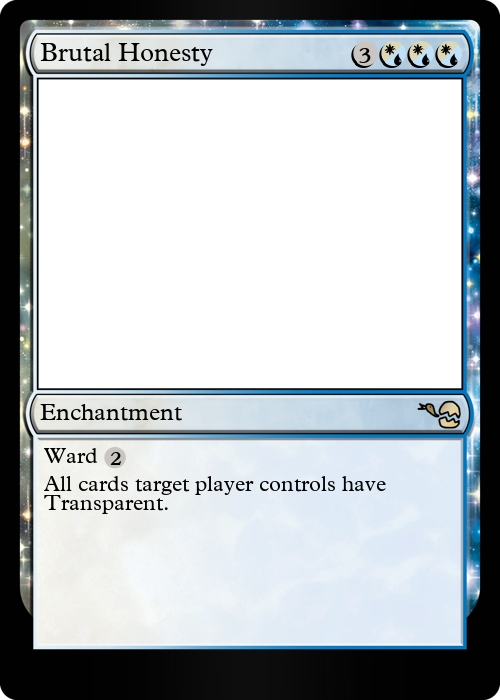 Brutal Honesty 3
Enchantment
Ward 2
All cards target player controls have
Transparent.